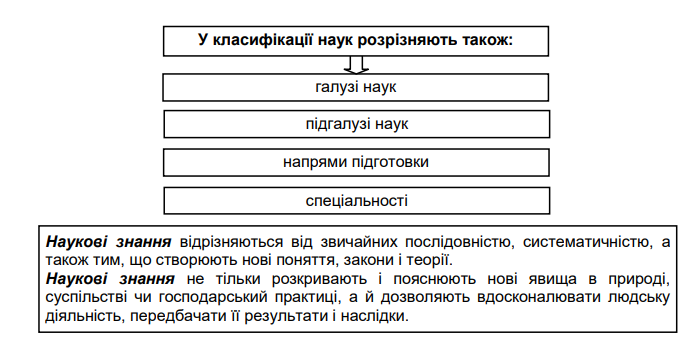 У класифікації наук розрізняють також:
галузі наук
підгалузі наук
напрями підготовки
спеціальності
Наукові знання відрізняються від звичайних послідовністю, систематичністю, а
також тим, що створюють нові поняття, закони і теорії.
Наукові знання не тільки розкривають і пояснюють нові явища в природі,
суспільстві чи господарський практиці, а й дозволяють вдосконалювати людську
діяльність, передбачати її результати і наслідки.